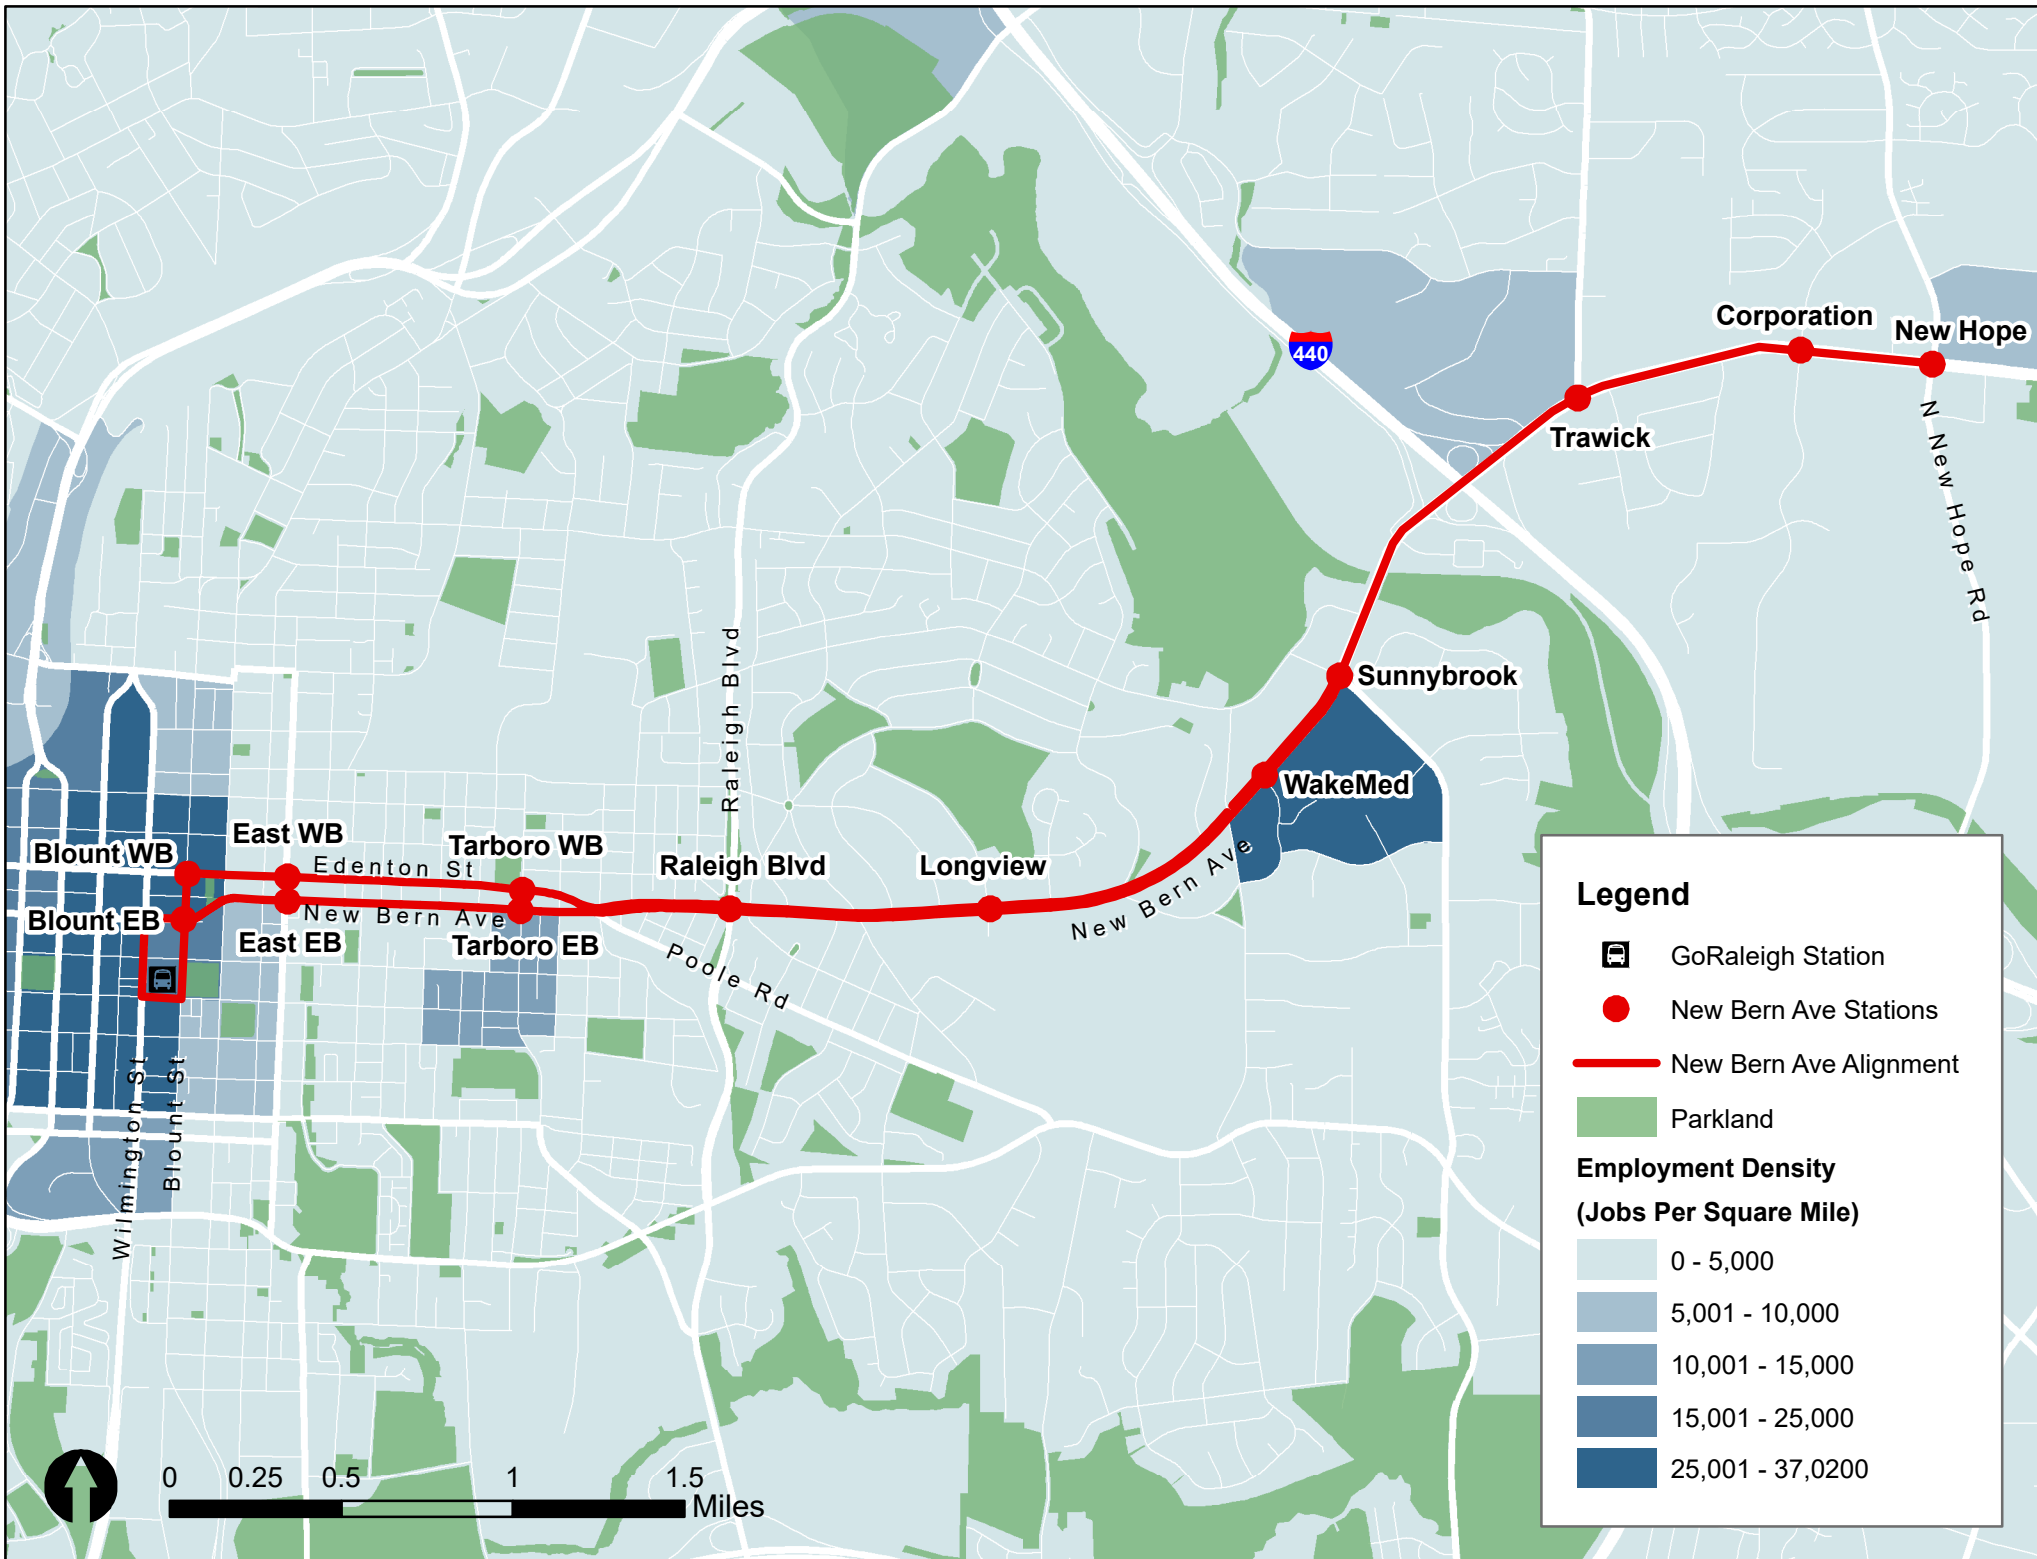 440
Corporation
New Hope
Trawick
N New Hope Rd
Raleigh Blvd
Sunnybrook
WakeMed
East WB
Blount WB
Edenton St
Tarboro WB
Raleigh Blvd
Longview
New Bern Ave
Blount EB
New Bern Ave
East EB
Tarboro EB
Poole Rd
Wilmington St
Blount St
Legend
GoRaleigh Station
New Bern Ave Stations
New Bern Ave Alignment
Parkland
Employment Density
(Jobs Per Square Mile)
0 - 5,000
5,001 - 10,000
10,001 - 15,000
15,001 - 25,000
25,001 - 37,0200
0 0.25 0.5 1 1.5
Miles